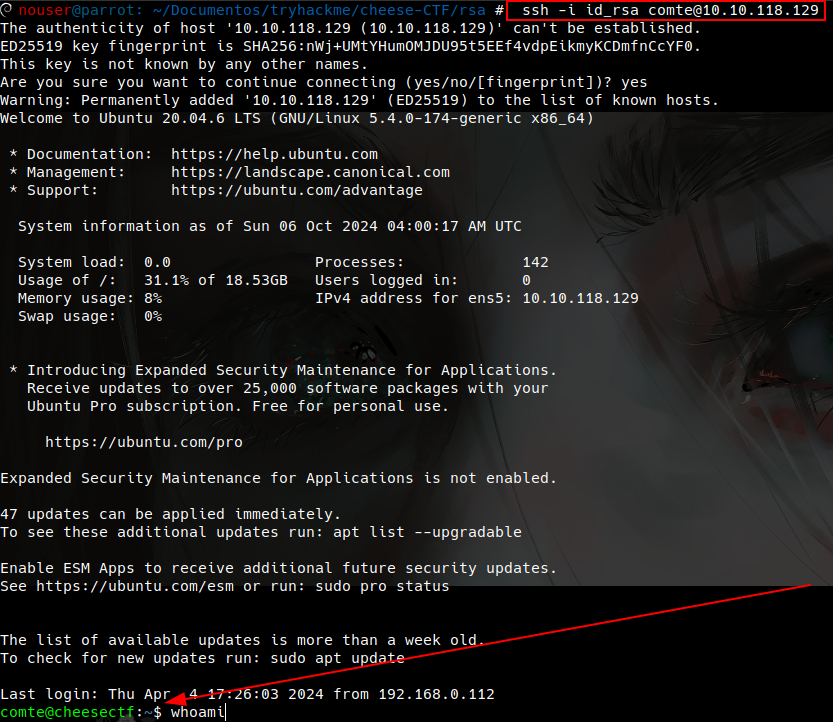 nouser@parrot: ~/Documentos/tryhackme/cheese-CTF/rsa # ssh -i id_rsa comte@10.10.118.129
The authenticity of host '10.10.118.129 (10.10.118.129)' can't be established.
ED25519 key fingerprint is SHA256:nWj+UMtYHumOMJDU95t5EEf4vdpEikmyKCDmfnCcYF0.
This key is not known by any other names.
Are you sure you want to continue connecting (yes/no/[fingerprint])? yes
Warning: Permanently added '10.10.118.129' (ED25519) to the list of known hosts.
Welcome to Ubuntu 20.04.6 LTS (GNU/Linux 5.4.0-174-generic x86_64)
* Documentation:  https://help.ubuntu.com
* Management:     https://landscape.canonical.com
* Support:        https://ubuntu.com/advantage
System information as of Sun 06 Oct 2024 04:00:17 AM UTC
System load:  0.0                Processes:             142
Usage of /:   31.1% of 18.53GB   Users logged in:       0
Memory usage: 8%                 IPv4 address for ens5: 10.10.118.129
Swap usage:   0%
* Introducing Expanded Security Maintenance for Applications.
Receive updates to over 25,000 software packages with your
Ubuntu Pro subscription. Free for personal use.
https://ubuntu.com/pro
Expanded Security Maintenance for Applications is not enabled.
47 updates can be applied immediately.
To see these additional updates run: apt list --upgradable
Enable ESM Apps to receive additional future security updates.
See https://ubuntu.com/esm or run: sudo pro status
The list of available updates is more than a week old.
To check for new updates run: sudo apt update
Last login: Thu Apr  4 17:26:03 2024 from 192.168.0.112
comte@cheesectf:~$ whoami